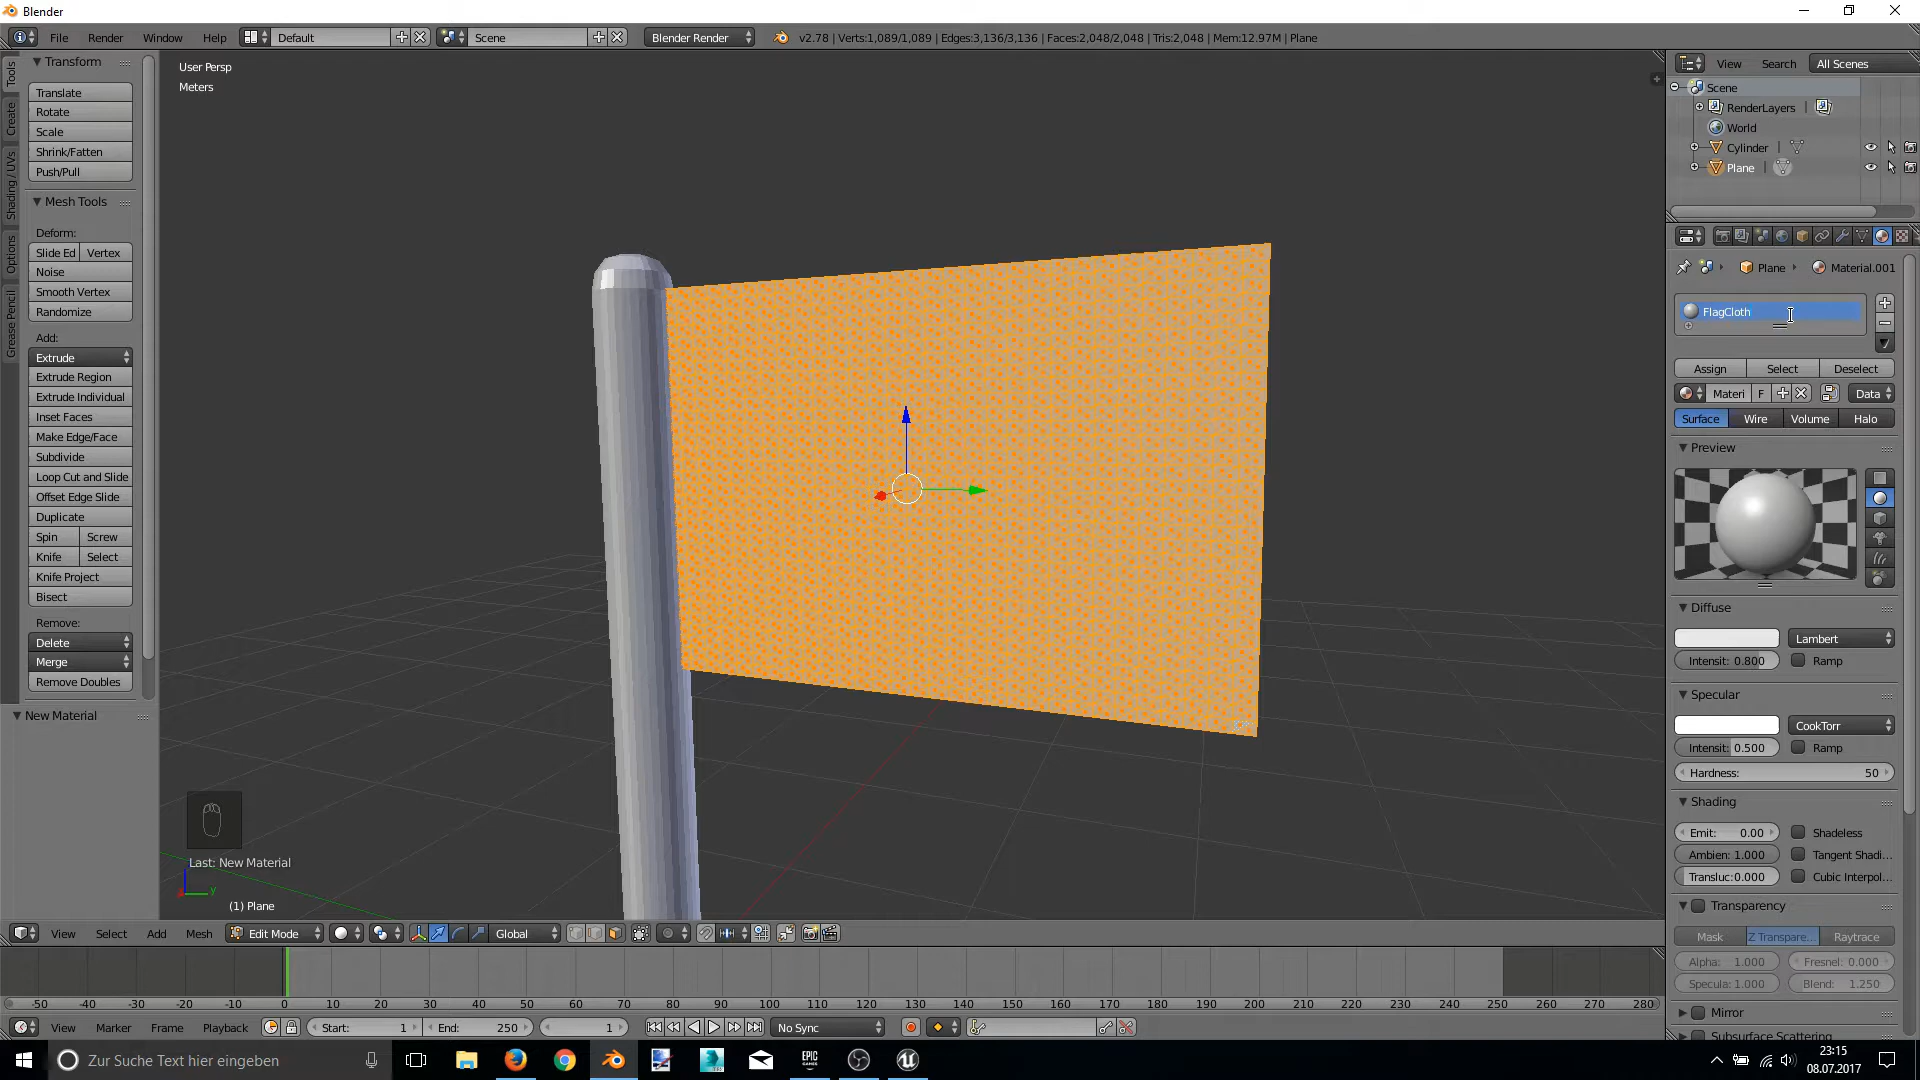 Blender
File Render Window Help Default Scene Blender Render v2.78 | Verts:1,089/1,089 | Edges:3,136/3,136 | Faces:2,048/2,048 | Tris:2,048 | Mem:12.97M | Plane
Tools
Create
Shading / UVs
Options
Grease Pencil
Transform
Translate
Rotate
Scale
Shrink/Fatten
Push/Pull
Mesh Tools
Deform:
Slide Ed Vertex
Noise
Smooth Vertex
Randomize
Add:
Extrude
Extrude Region
Extrude Individual
Inset Faces
Make Edge/Face
Subdivide
Loop Cut and Slide
Offset Edge Slide
Duplicate
Spin Screw
Knife Select
Knife Project
Bisect
Remove:
Delete
Merge
Remove Doubles
New Material
User Persp
Meters
Last: New Material
y
(1) Plane
View Search All Scenes
Scene
RenderLayers
World
Cylinder
Plane
Plane Material.001
FlagCloth
Assign Select Deselect
Materi F Data
Surface Wire Volume Halo
Preview
Diffuse
Lambert
Intensit: 0.800 Ramp
Specular
CookTorr
Intensit: 0.500 Ramp
Hardness: 50
Shading
Emit: 0.00 Shadeless
Ambien: 1.000 Tangent Shadi...
Transluc:0.000 Cubic Interpol...
Transparency
Mask Z Transpare... Raytrace
Alpha: 1.000 Fresnel: 0.000
Specula: 1.000 Blend: 1.250
Mirror
Subsurface Scattering
View Select Add Mesh Edit Mode Global
-50 -40 -30 -20 -10 0 10 20 30 40 50 60 70 80 90 100 110 120 130 140 150 160 170 180 190 200 210 220 230 240 250 260 270 280
View Marker Frame Playback Start: 1 End: 250 1 No Sync
Zur Suche Text hier eingeben
EPIC
GAMES
23:15
08.07.2017